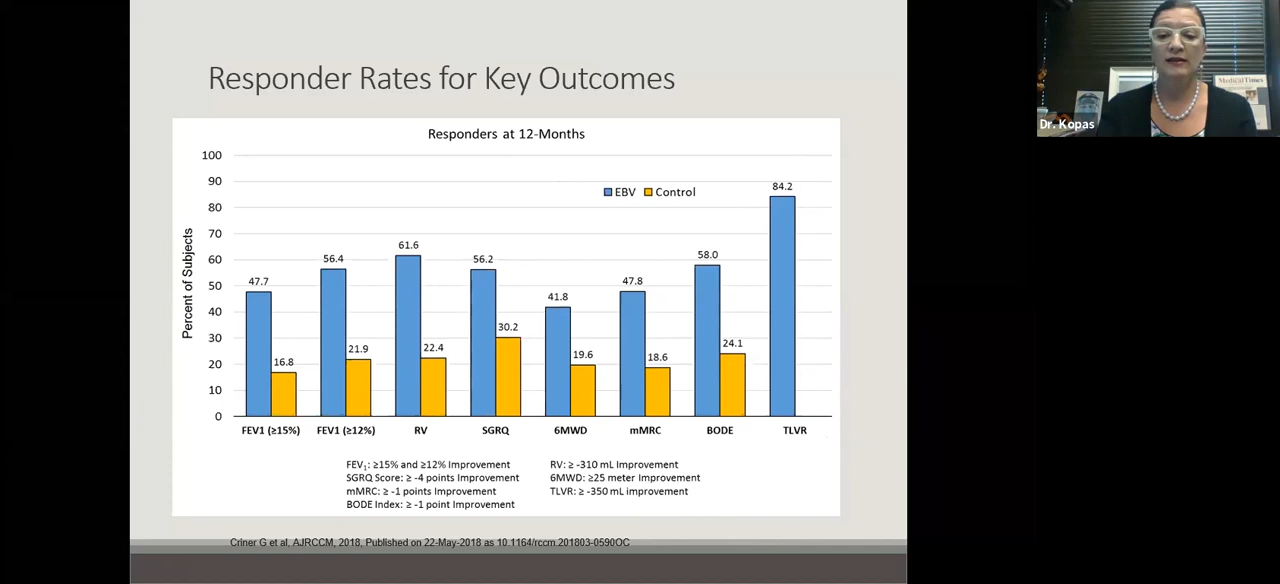 Responder Rates for Key Outcomes
Responders at 12-Months
100
90
80
70
60
50
40
30
20
10
0
Percent of Subjects
EBV Control
47.7
16.8
56.4
21.9
61.6
22.4
56.2
30.2
41.8
19.6
47.8
18.6
58.0
24.1
84.2
FEV1 (≥15%) FEV1 (≥12%) RV SGRQ 6MWD mMRC BODE TLVR
FEV1: ≥15% and ≥12% Improvement
SGRQ Score: ≥ -4 points Improvement
mMRC: ≥ -1 points Improvement
BODE Index: ≥ -1 point Improvement
RV: ≥ -310 mL Improvement
6MWD: ≥25 meter Improvement
TLVR: ≥ -350 mL improvement
Criner G et al, AJRCCM, 2018, Published on 22-May-2018 as 10.1164/rccm.201803-0590OC
Medical Times
Dr. Kopas